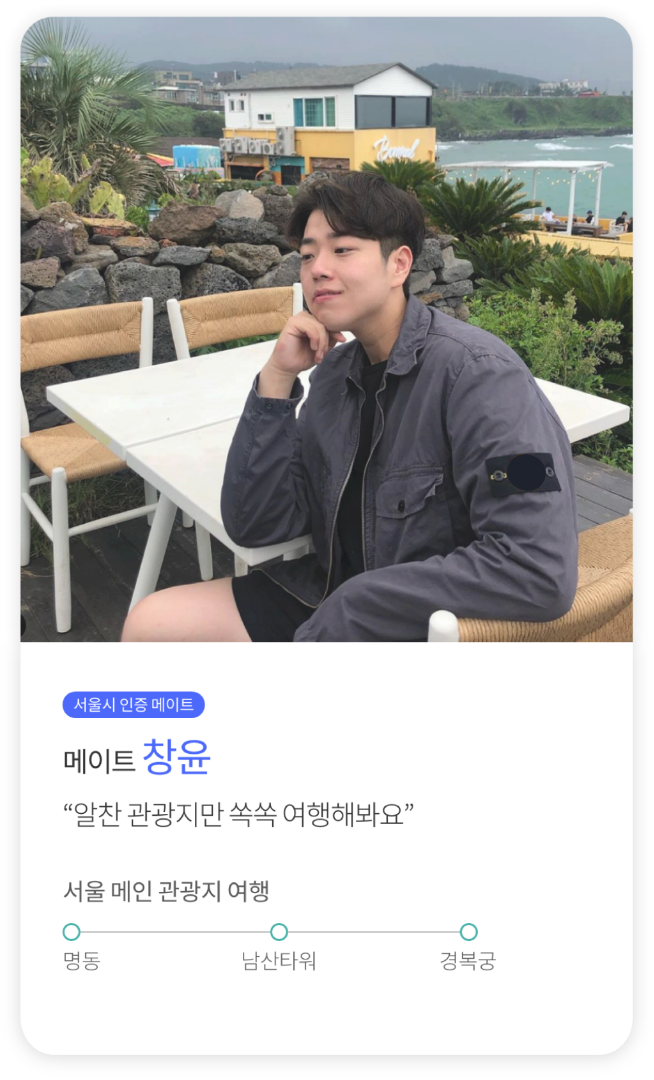 서울시 인증 메이트
메이트 창윤
“알찬 관광지만 쏙쏙 여행해봐요”
서울 메인 관광지 여행
명동 남산타워 경복궁